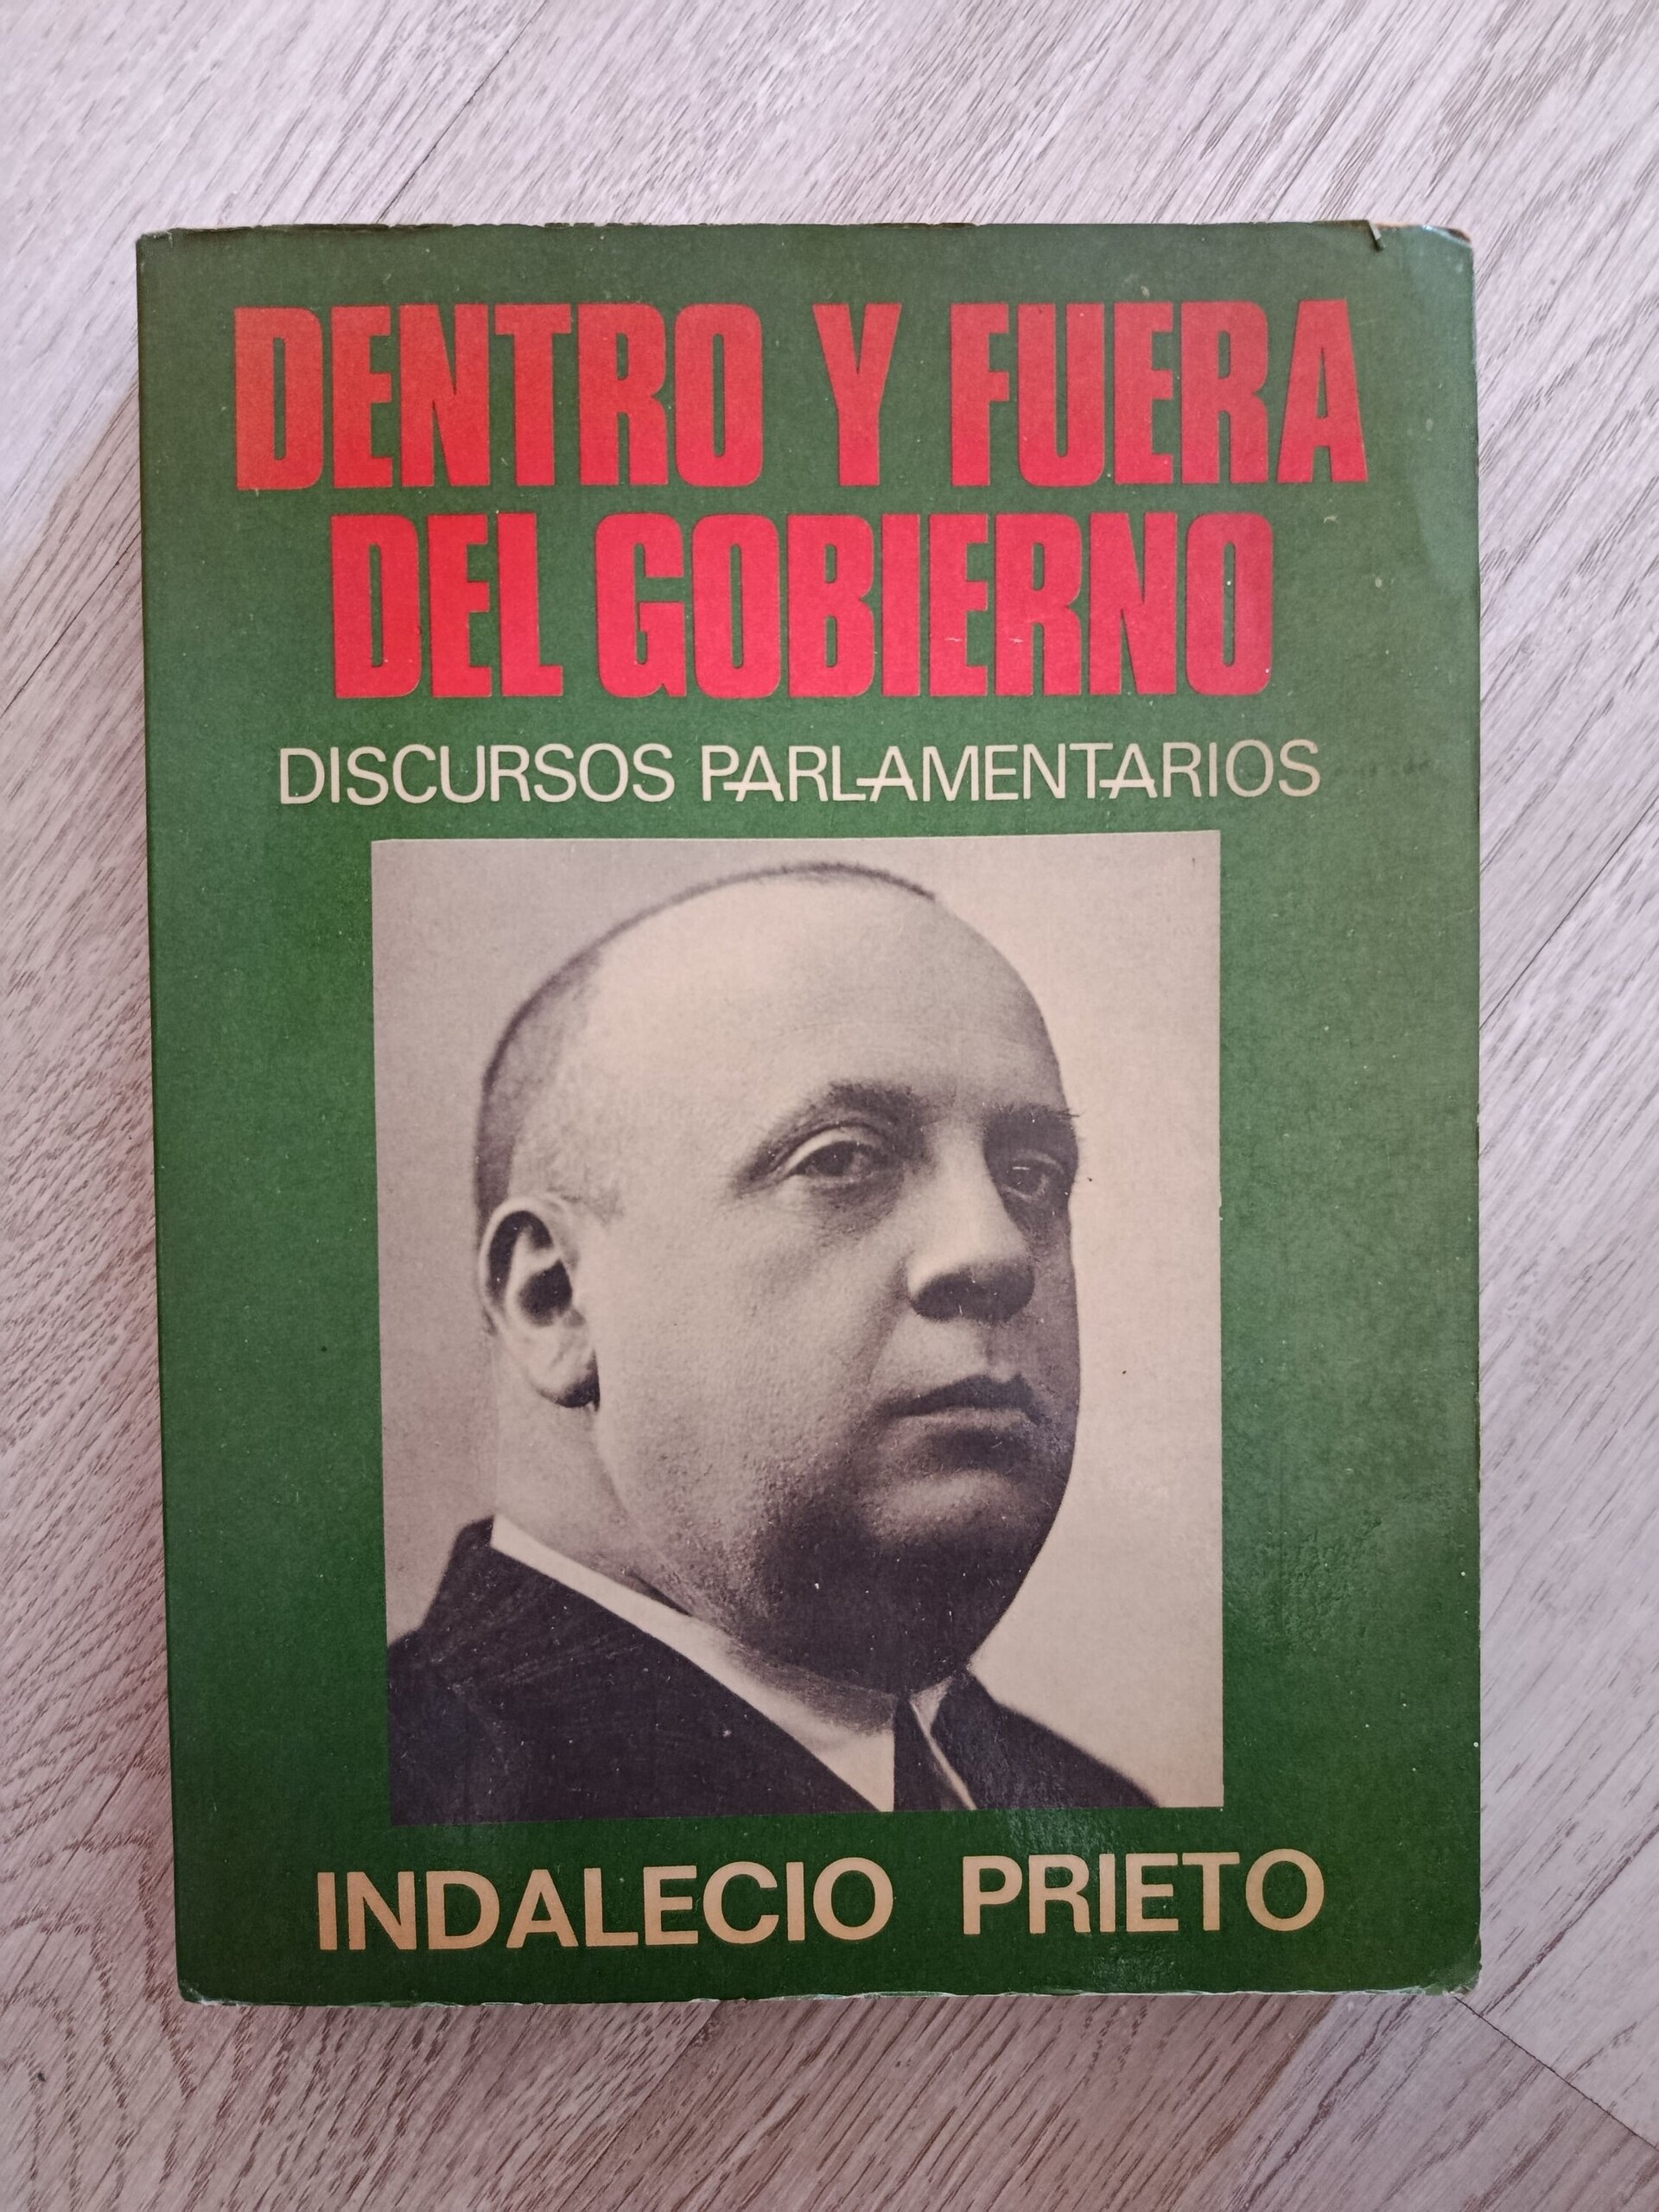 DENTRO Y FUERA
DEL GOBIERNO
DISCURSOS PARLAMENTARIOS
INDALECIO PRIETO